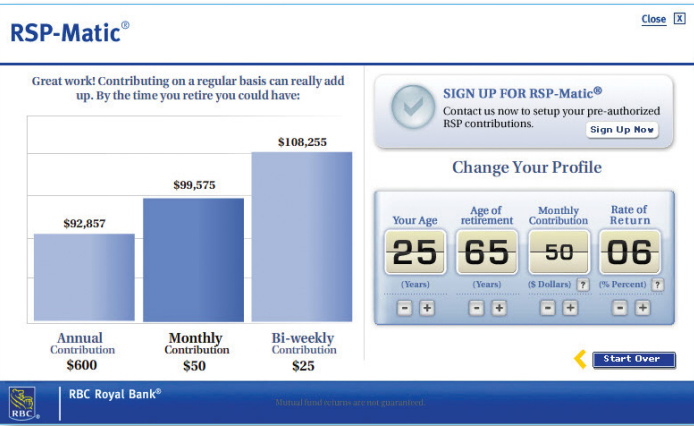 Close X
RSP-Matic®
Great work! Contributing on a regular basis can really add
up. By the time you retire you could have:
$92,857
$99,575
$108,255
Annual
Contribution
$600
Monthly
Contribution
$50
Bi-weekly
Contribution
$25
SIGN UP FOR RSP-Matic®
Contact us now to setup your pre-authorized
RSP contributions.
Sign Up Now
Change Your Profile
Your Age
Age of
retirement
Monthly
Contribution
Rate of
Return
25 65 50 06
(Years) (Years) ($ Dollars) ? (% Percent) ?
- + - + - + - +
Start Over
RBC
RBC Royal Bank®
Mutual fund returns are not guaranteed.